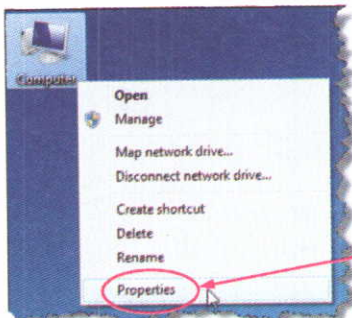 Computer
Open
Manage
Map network drive...
Disconnect network drive...
Create shortcut
Delete
Rename
Properties